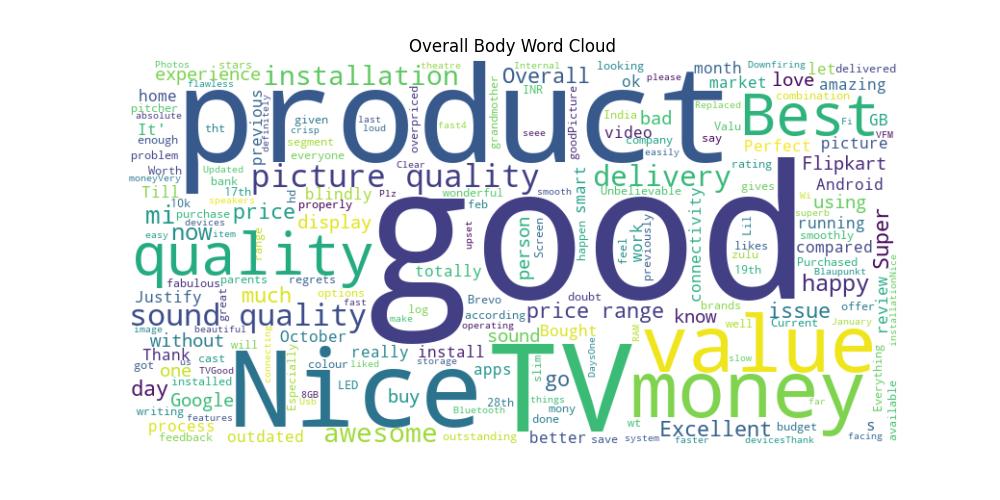 Overall Body Word Cloud
Photos stars theatre Internal looking month Downfiring let delivered
experience installation Overall ok please market love amazing
flawless INR combination
home product previous definitely grandmother Replaced Best GB
pitcher absolute given last overpriced fast4 goodPicture India bad Valu Fi
It' tht crisp loud seee video company say VFM
enough segment easily Perfect picture
problem everyone Clear rating Flipkart
Worth Updated picture quality delivery
moneyVery bank 17th blindly Plz wonderful smooth smart Unbelievable gives Android
Till 10k hd properly feb happen connectivity Wi using
mi purchase price display good superb running
devices speakers person Screen feel work previously Lil smoothly
now item upset likes compared Super
easy range zulu
quality totally 19th Purchased
fabulous parents regrets Blaupunkt
Justify great much options fast log Brevo doubt brands happy
sound quality make according price range know issue offer review
operating Current January installationNice
image beautiful October sound Bought RAM well value
without will connecting really install
Thank us cast colour liked storage apps slim DaysOne slow
got TVGood Especially LED go Everything
day one installed 8GB Nice TV money
Google Usb buy 28th things far
writing features Bluetooth mony available
process done wt Excellent budget s
feedback outdated awesome outstanding better save system faster devicesThank facing